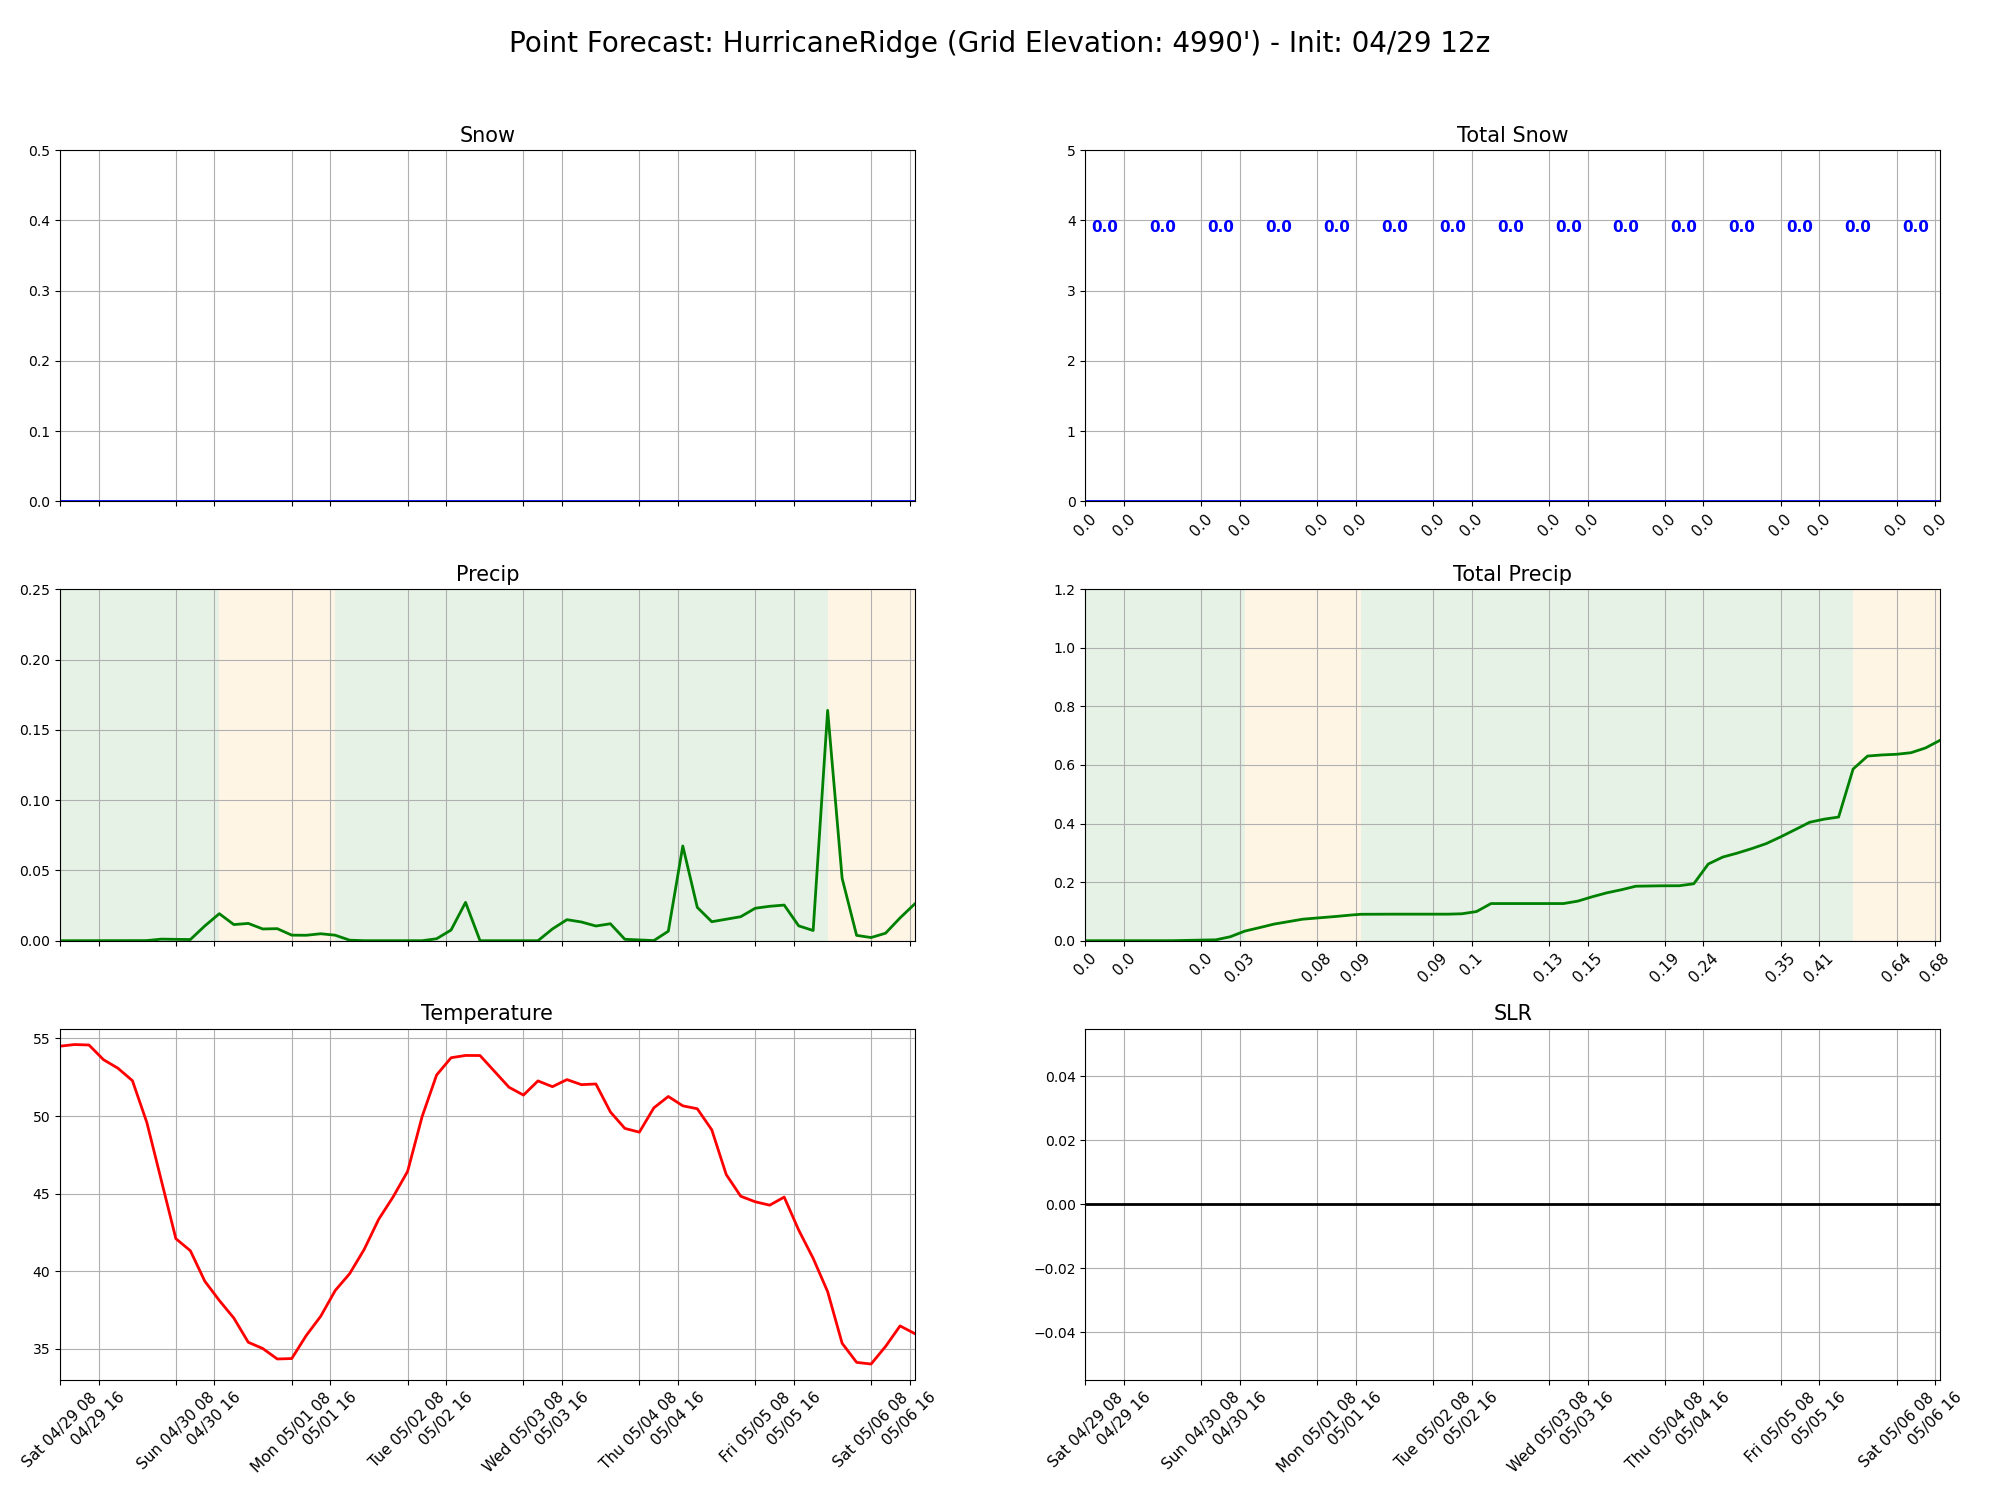 Point Forecast: HurricaneRidge (Grid Elevation: 4990') - Init: 04/29 12z
Snow
0.5
0.4
0.3
0.2
0.1
0.0
Total Snow
5
4
3
2
1
0
0.0 0.0 0.0 0.0 0.0 0.0 0.0 0.0 0.0 0.0 0.0 0.0 0.0 0.0 0.0
0.0 0.0 0.0 0.0 0.0 0.0 0.0 0.0 0.0 0.0 0.0 0.0 0.0 0.0 0.0 0.0
Precip
0.25
0.20
0.15
0.10
0.05
0.00
Total Precip
1.2
1.0
0.8
0.6
0.4
0.2
0.0
0.0 0.0 0.0 0.03 0.08 0.09 0.09 0.1 0.13 0.15 0.19 0.24 0.35 0.41 0.64 0.68
Temperature
55
50
45
40
35
Sat 04/29 08
04/29 16
Sun 04/30 08
04/30 16
Mon 05/01 08
05/01 16
Tue 05/02 08
05/02 16
Wed 05/03 08
05/03 16
Thu 05/04 08
05/04 16
Fri 05/05 08
05/05 16
Sat 05/06 08
05/06 16
SLR
0.04
0.02
0.00
−0.02
−0.04
Sat 04/29 08
04/29 16
Sun 04/30 08
04/30 16
Mon 05/01 08
05/01 16
Tue 05/02 08
05/02 16
Wed 05/03 08
05/03 16
Thu 05/04 08
05/04 16
Fri 05/05 08
05/05 16
Sat 05/06 08
05/06 16